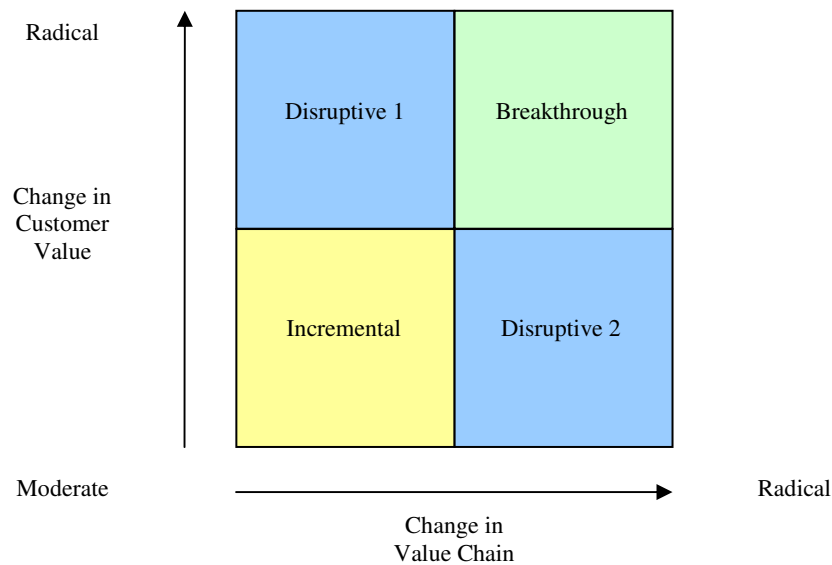 Radical
Disruptive 1
Breakthrough
Change in
Customer
Value
Incremental
Disruptive 2
Moderate
Radical
Change in
Value Chain